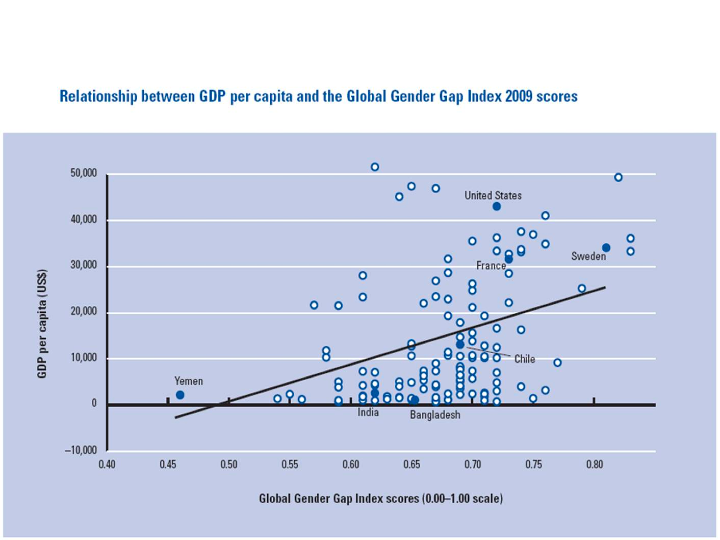 Relationship between GDP per capita and the Global Gender Gap Index 2009 scores
GDP per capita (US$)
50,000
40,000
30,000
20,000
10,000
0
–10,000
United States
Sweden
France
Chile
Yemen
India
Bangladesh
0.40 0.45 0.50 0.55 0.60 0.65 0.70 0.75 0.80
Global Gender Gap Index scores (0.00–1.00 scale)